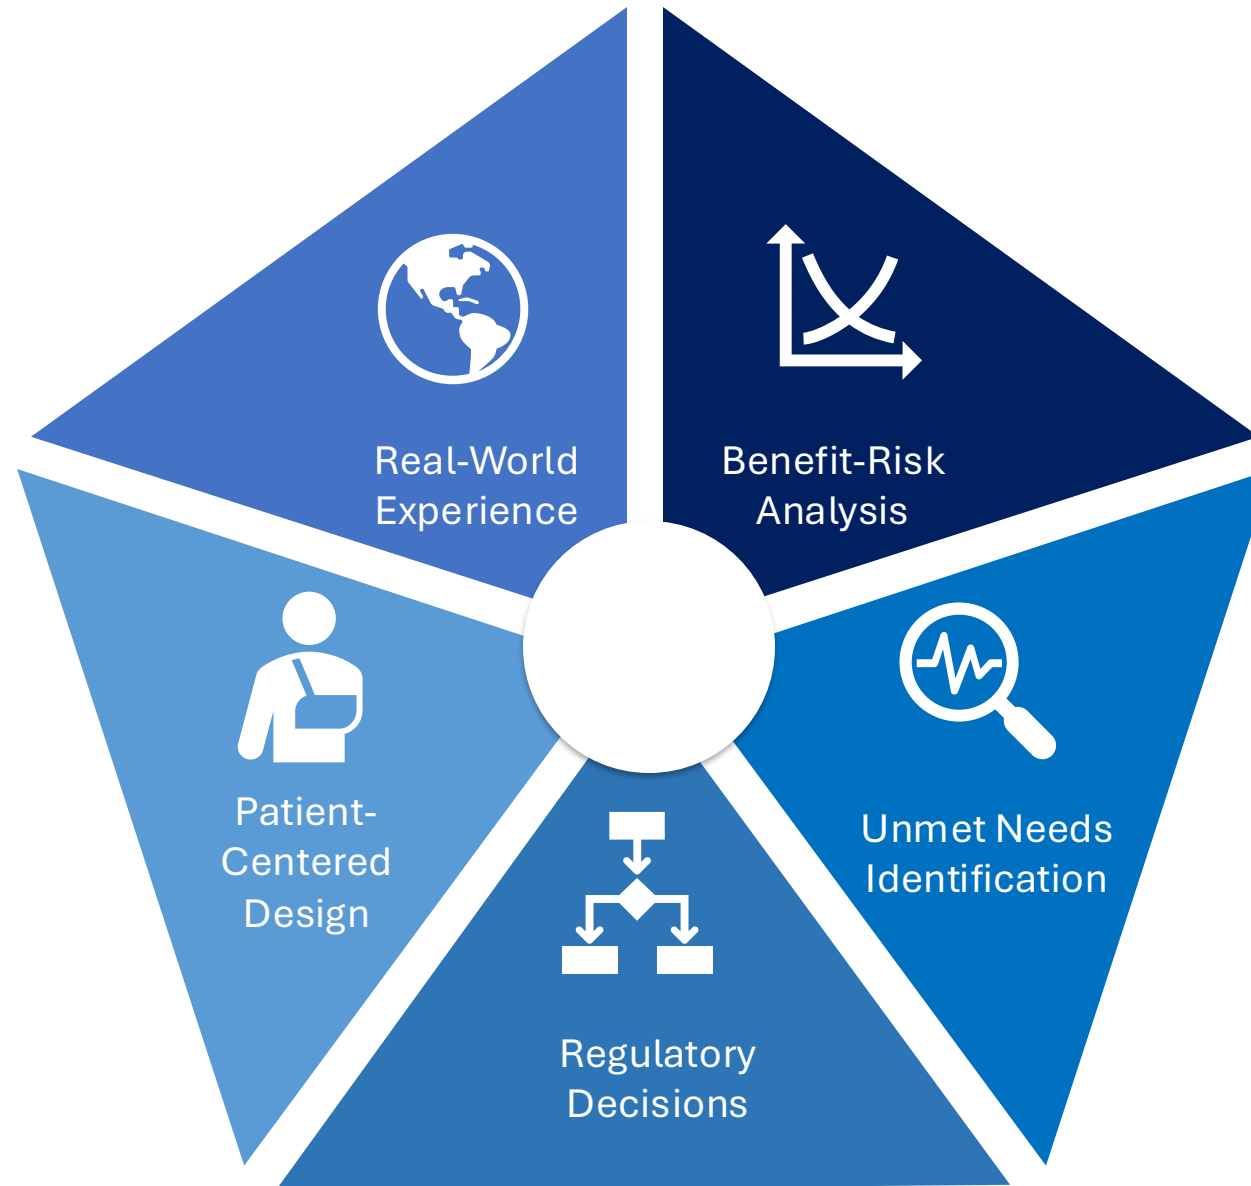 Real-World
Experience
Benefit-Risk
Analysis
Patient-
Centered
Design
Unmet Needs
Identification
Regulatory
Decisions